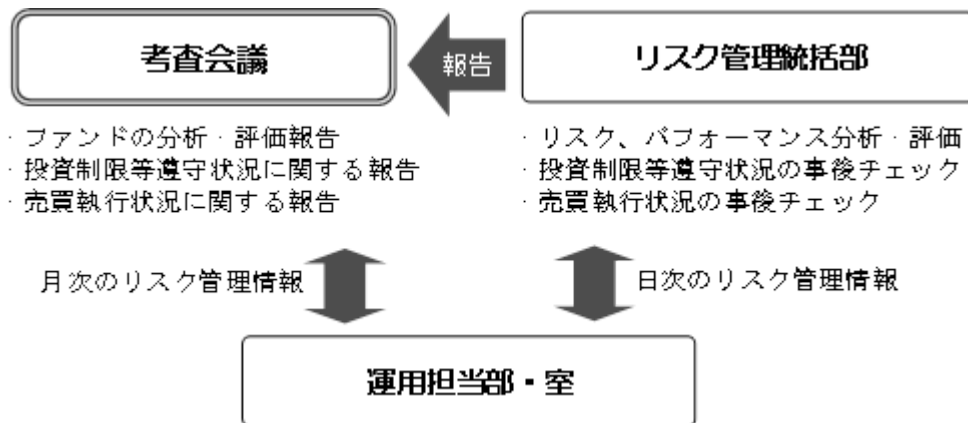 考査会議
報告
リスク管理統括部
· ファンドの分析・評価報告
· 投資制限等遵守状況に関する報告
· 売買執行状況に関する報告
· リスク、パフォーマンス分析・評価
· 投資制限等遵守状況の事後チェック
· 売買執行状況の事後チェック
月次のリスク管理情報
日次のリスク管理情報
運用担当部・室